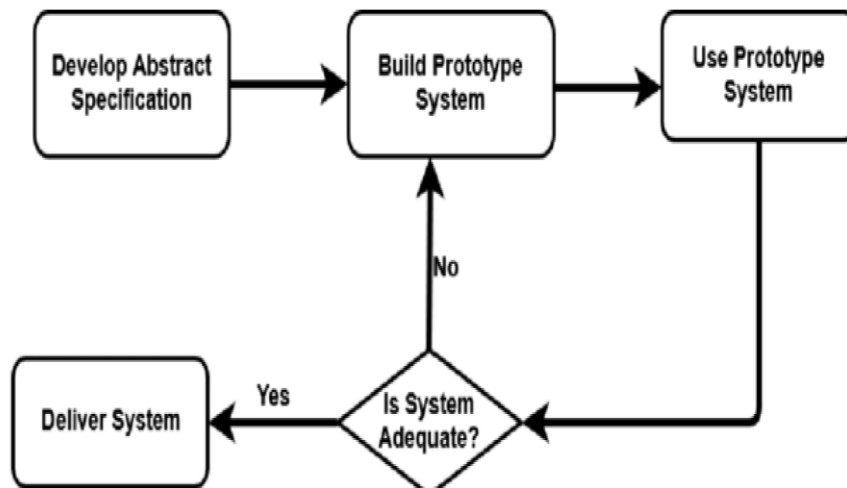 Develop Abstract
Specification
Build Prototype
System
Use Prototype
System
No
Is System
Adequate?
Yes
Deliver System